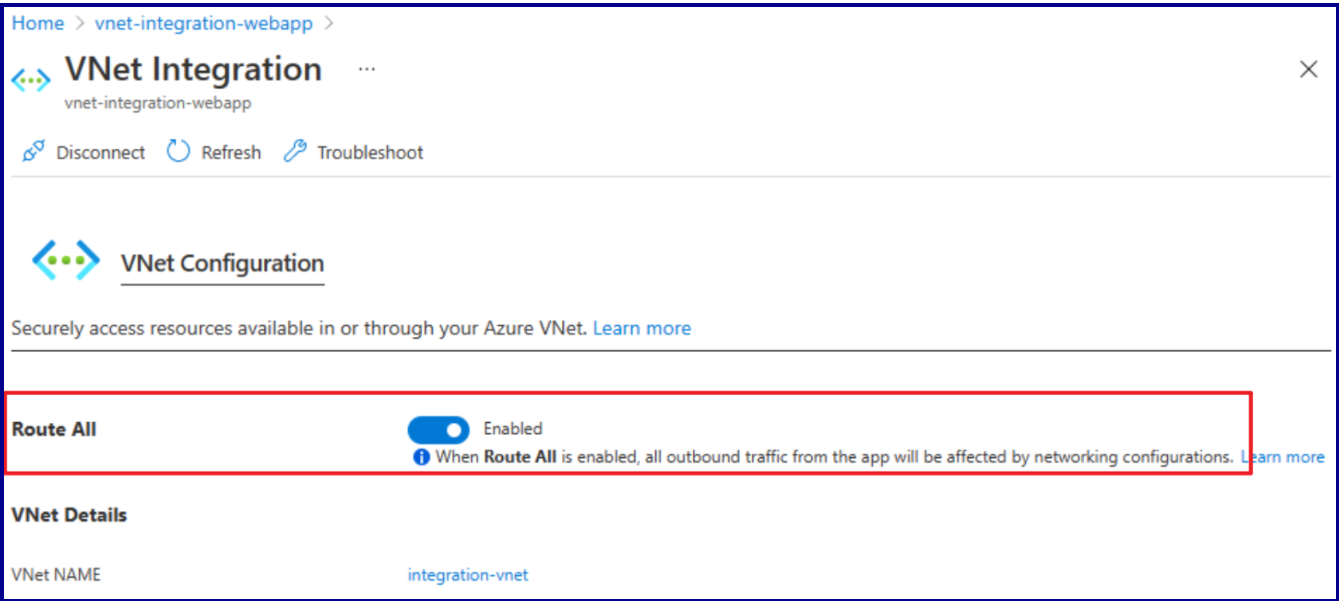 Home > vnet-integration-webapp >
VNet Integration ...
vnet-integration-webapp
Disconnect Refresh Troubleshoot
VNet Configuration
Securely access resources available in or through your Azure VNet. Learn more
Route All Enabled
When Route All is enabled, all outbound traffic from the app will be affected by networking configurations. Learn more
VNet Details
VNet NAME integration-vnet